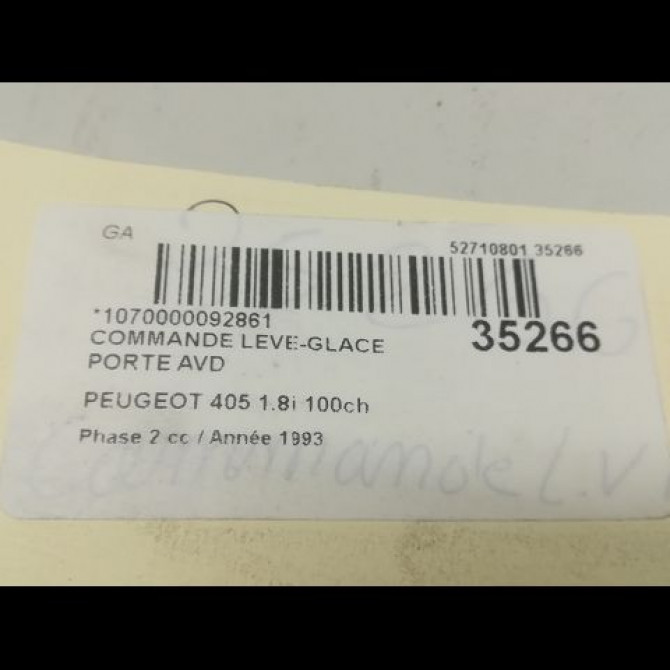 GA
52710801 35266
*1070000092861
35266
COMMANDE LEVE-GLACE
PORTE AVD
PEUGEOT 405 1.8i 100ch
Phase 2 cc / Année 1993
Commande L.V